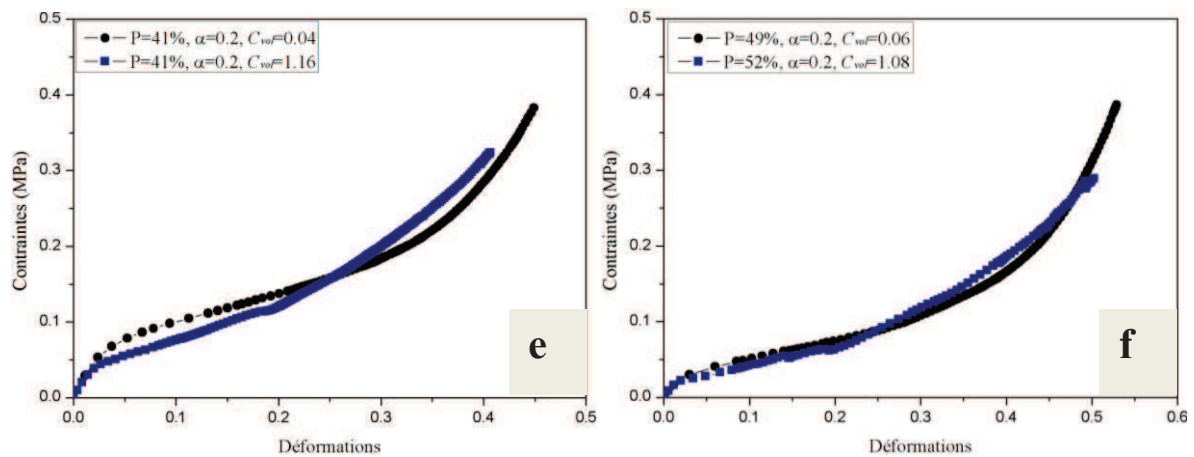 P=41%, α=0.2, Cvol=0.04
P=41%, α=0.2, Cvol=1.16
Contraintes (MPa)
0.5
0.4
0.3
0.2
0.1
0.0
0.0 0.1 0.2 0.3 0.4 0.5
Déformations
e
P=49%, α=0.2, Cvol=0.06
P=52%, α=0.2, Cvol=1.08
Contraintes (MPa)
0.5
0.4
0.3
0.2
0.1
0.0
0.0 0.1 0.2 0.3 0.4 0.5 0.6
Déformations
f